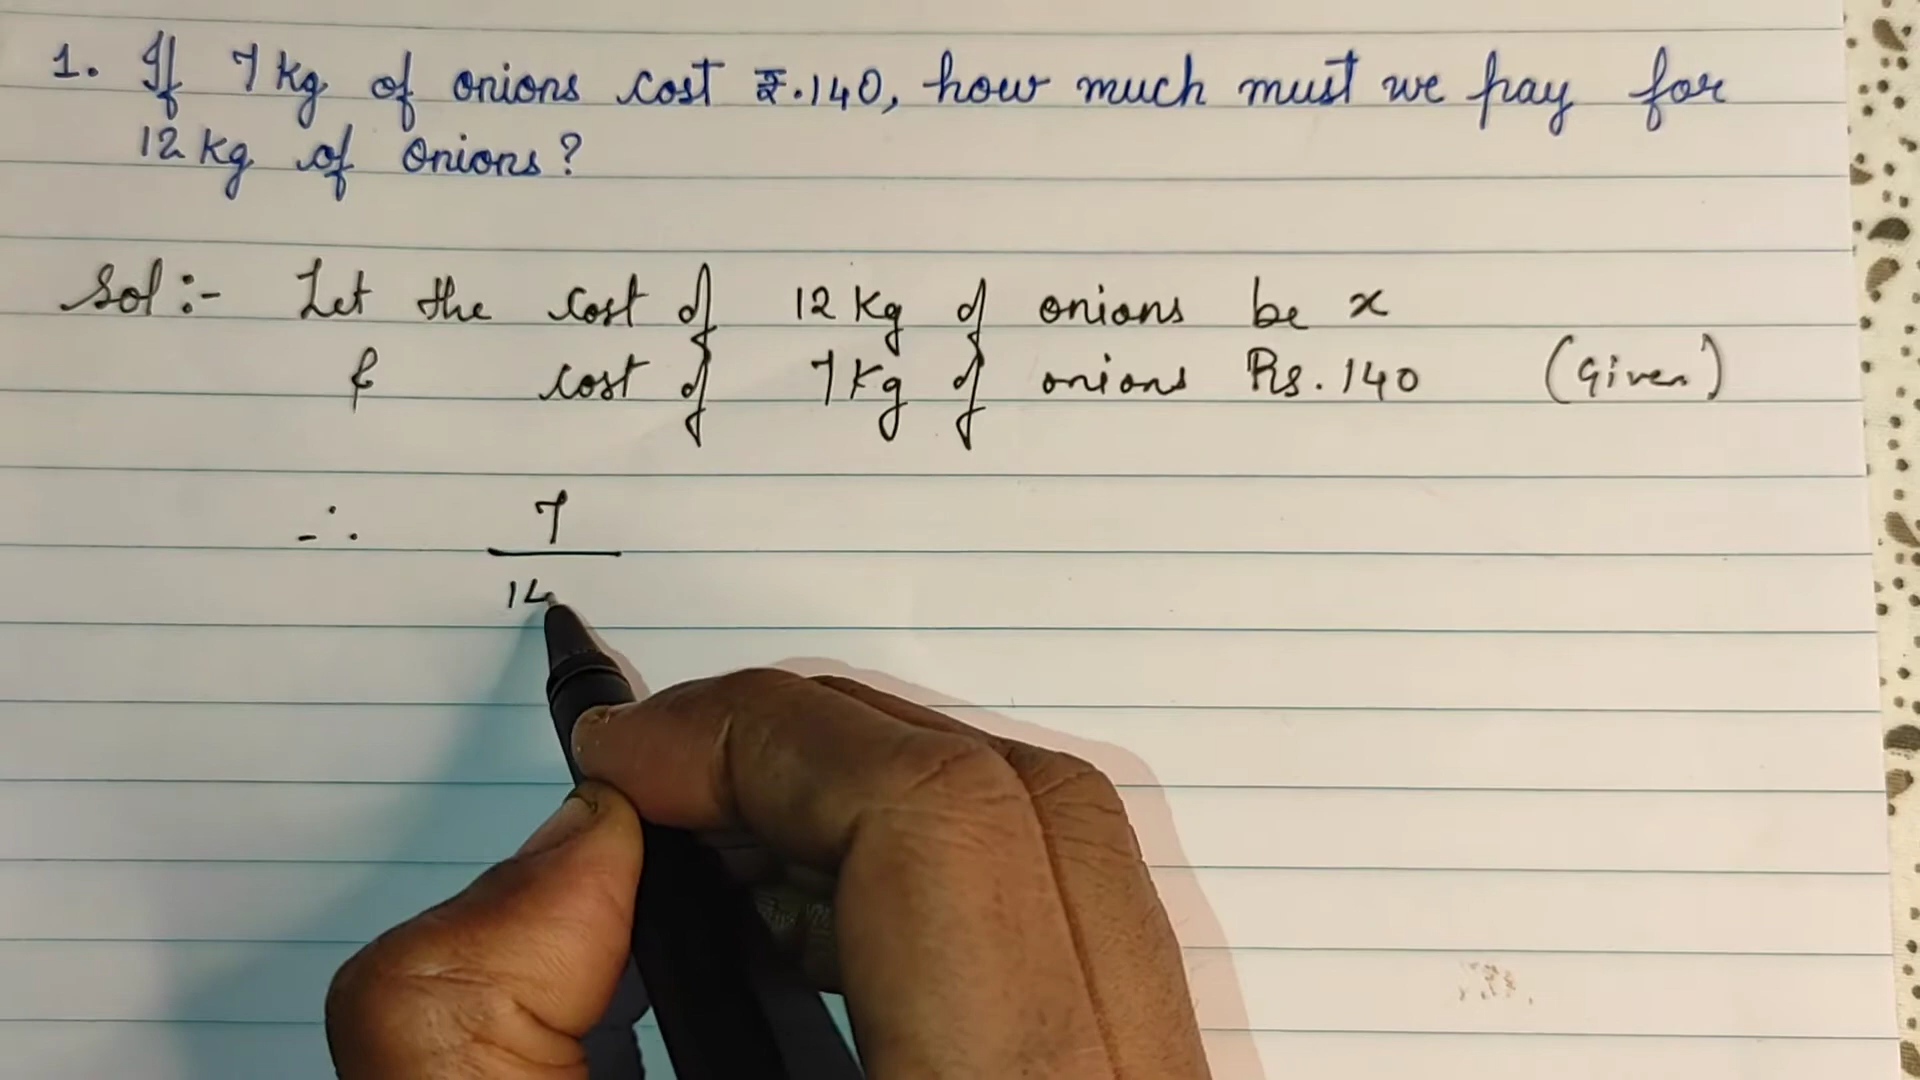 1. If 7 kg of onions cost ₹.140, how much must we pay for
12 kg of onions?
Sol:- Let the cost of 12 kg of onions be x
& cost of 7 kg of onions Rs. 140 (Given)
∴ 7
14